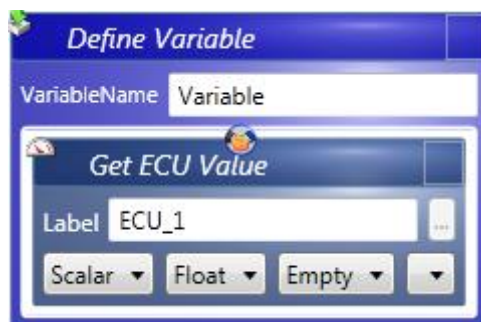 Define Variable
VariableName Variable
Get ECU Value
Label ECU_1 ...
Scalar Float Empty